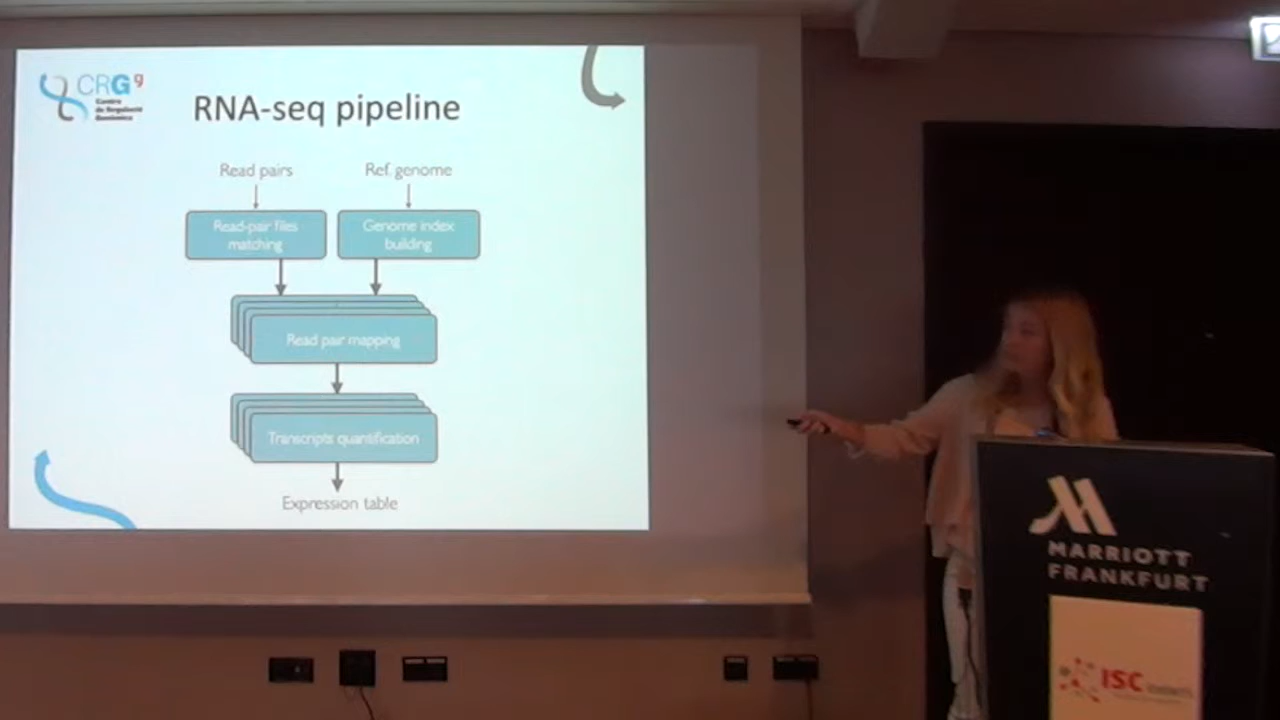 CRG
Centre
de Regulació
Genòmica
RNA-seq pipeline
Read pairs
Ref. genome
Read-pair files
matching
Genome index
building
Read pair mapping
Transcripts quantification
Expression table
MARRIOTT
FRANKFURT
ISC